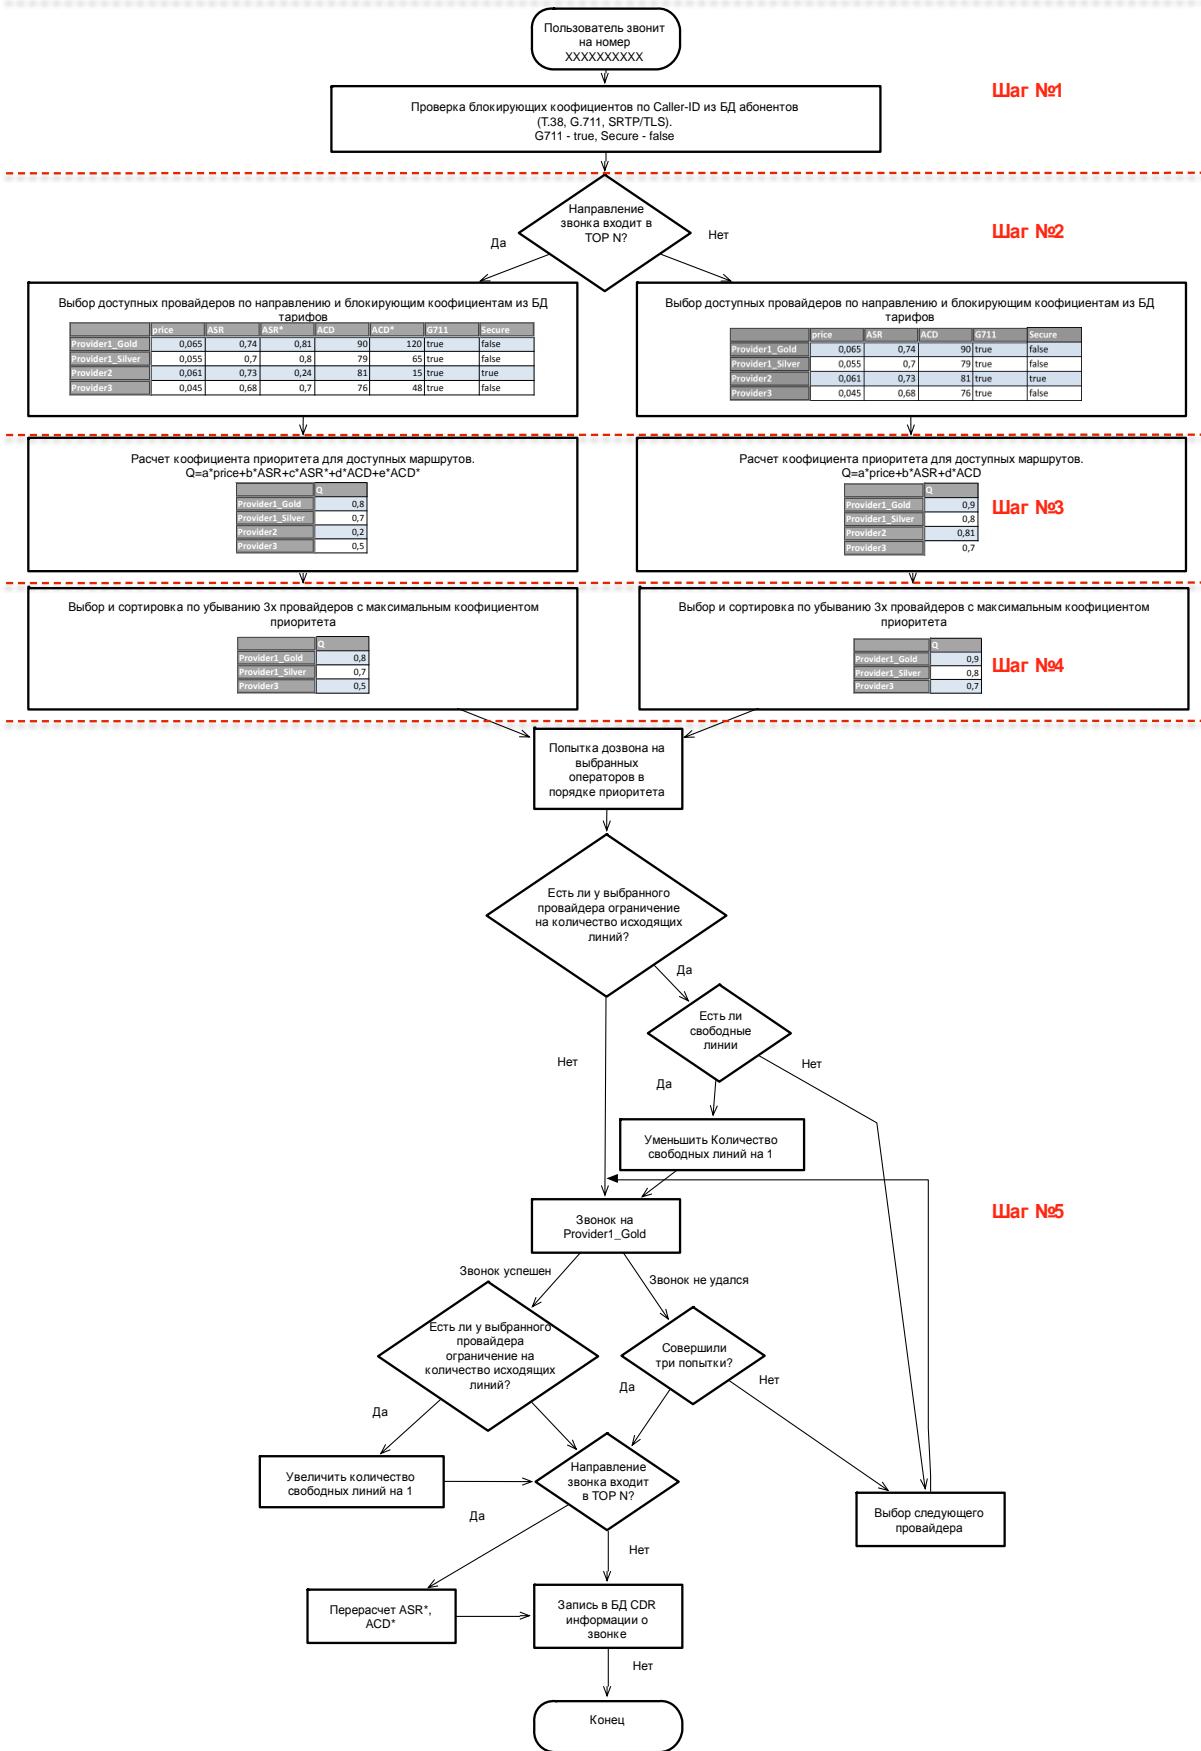 Пользователь звонит
на номер
XXXXXXXXXX
Шаг №1
Проверка блокирующих коофициентов по Caller-ID из БД абонентов
(T.38, G.711, SRTP/TLS).
G711 - true, Secure - false
Направление
звонка входит в
TOP N?
Шаг №2
Да
Нет
Выбор доступных провайдеров по направлению и блокирующим коофициентам из БД
тарифов
price ASR ASR* ACD ACD* G711 Secure
Provider1_Gold 0,065 0,74 0,81 90 120 true false
Provider1_Silver 0,055 0,7 0,8 79 65 true false
Provider2 0,061 0,73 0,24 81 15 true true
Provider3 0,045 0,68 0,7 76 48 true false
Выбор доступных провайдеров по направлению и блокирующим коофициентам из БД
тарифов
price ASR ACD G711 Secure
Provider1_Gold 0,065 0,74 90 true false
Provider1_Silver 0,055 0,7 79 true false
Provider2 0,061 0,73 81 true true
Provider3 0,045 0,68 76 true false
Расчет коофициента приоритета для доступных маршрутов.
Q=a*price+b*ASR+c*ASR*+d*ACD+e*ACD*
Q
Provider1_Gold 0,8
Provider1_Silver 0,7
Provider2 0,2
Provider3 0,5
Расчет коофициента приоритета для доступных маршрутов.
Q=a*price+b*ASR+d*ACD
Q
Provider1_Gold 0,9
Provider1_Silver 0,8
Provider2 0,81
Provider3 0,7
Шаг №3
Выбор и сортировка по убыванию 3х провайдеров с максимальным коофициентом
приоритета
Q
Provider1_Gold 0,8
Provider1_Silver 0,7
Provider3 0,5
Выбор и сортировка по убыванию 3х провайдеров с максимальным коофициентом
приоритета
Q
Provider1_Gold 0,9
Provider1_Silver 0,8
Provider3 0,7
Шаг №4
Попытка дозвона на
выбранных
операторов в
порядке приоритета
Есть ли у выбранного
провайдера ограничение
на количество исходящих
линий?
Да
Есть ли
свободные
линии
Нет
Нет
Да
Уменьшить Количество
свободных линий на 1
Шаг №5
Звонок на
Provider1_Gold
Звонок успешен
Звонок не удался
Есть ли у выбранного
провайдера
ограничение на
количество исходящих
линий?
Совершили
три попытки?
Да
Нет
Да
Направление
звонка входит
в TOP N?
Увеличить количество
свободных линий на 1
Выбор следующего
провайдера
Да
Нет
Перерасчет ASR*,
ACD*
Запись в БД CDR
информации о
звонке
Нет
Конец